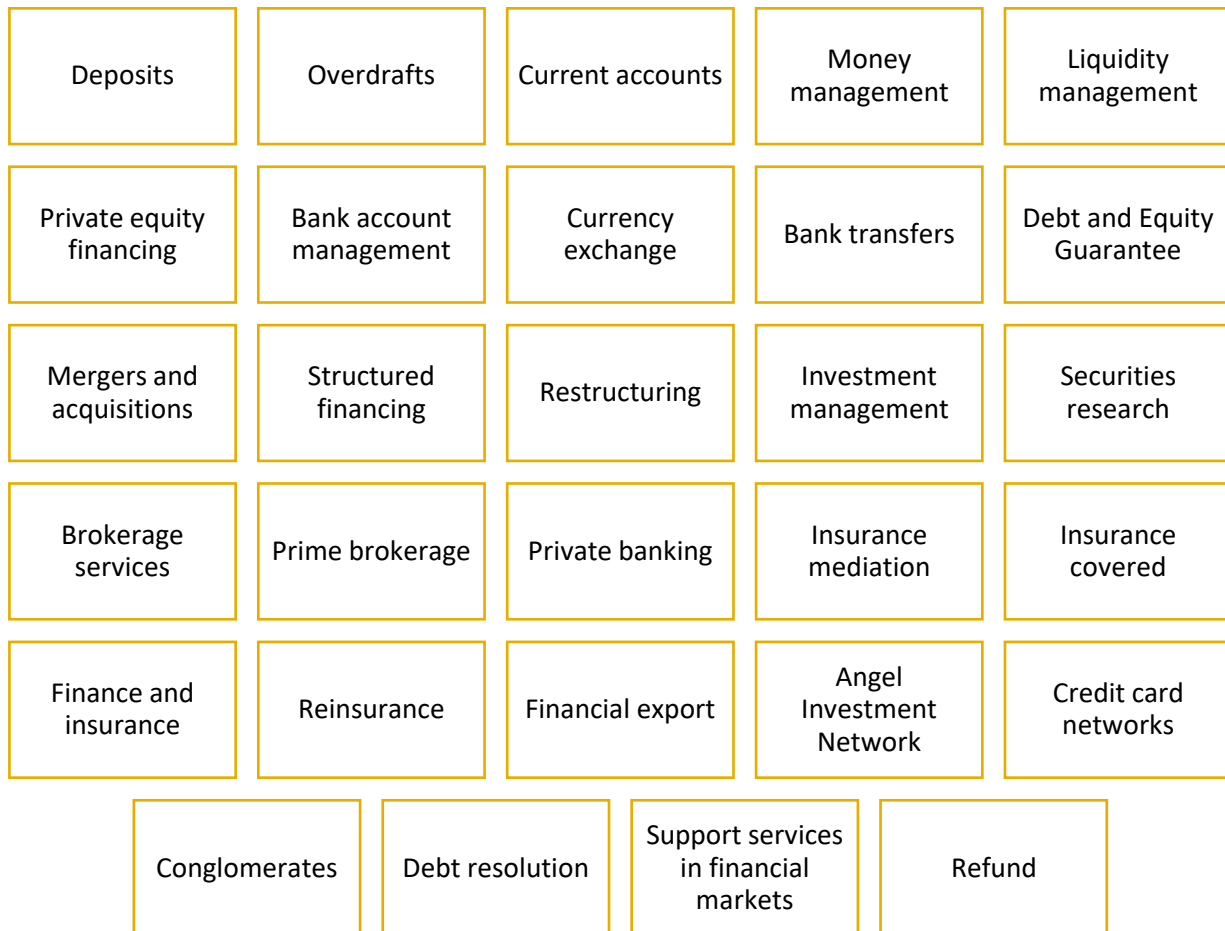 Deposits
Overdrafts
Current accounts
Money
management
Liquidity
management
Private equity
financing
Bank account
management
Currency
exchange
Bank transfers
Debt and Equity
Guarantee
Mergers and
acquisitions
Structured
financing
Restructuring
Investment
management
Securities
research
Brokerage
services
Prime brokerage
Private banking
Insurance
mediation
Insurance
covered
Finance and
insurance
Reinsurance
Financial export
Angel
Investment
Network
Credit card
networks
Conglomerates
Debt resolution
Support services
in financial
markets
Refund